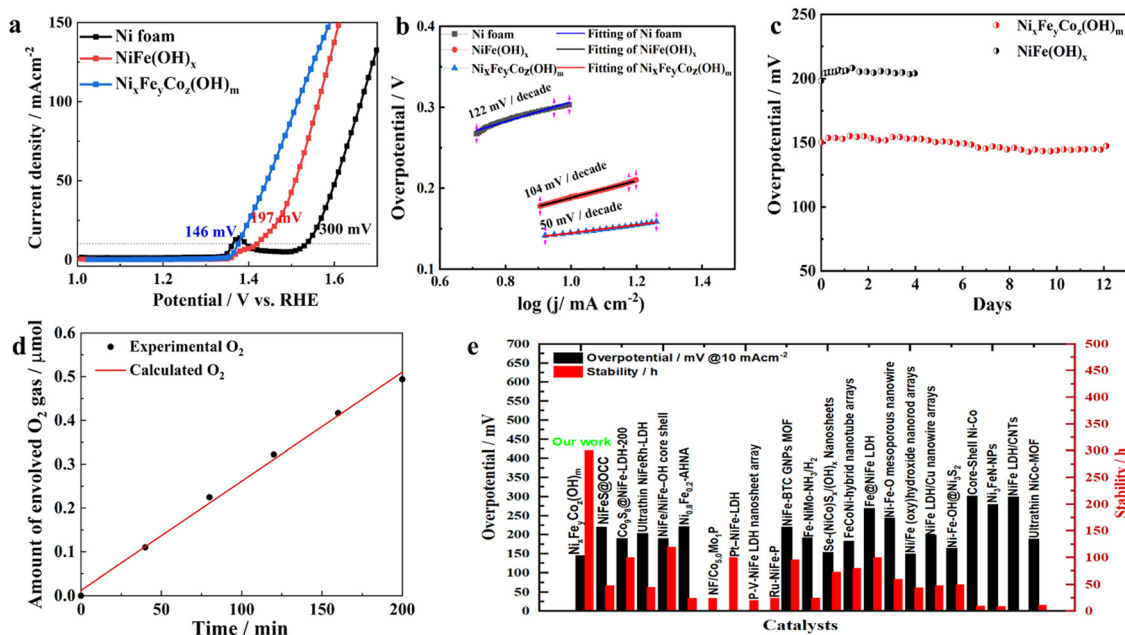 a
Ni foam
NiFe(OH)x
NixFeyCoz(OH)m
146 mV
197 mV
300 mV
150
100
50
0
1.0
1.2
1.4
1.6
Current density / mAcm-2
Potential / V vs. RHE
b
Ni foam
Fitting of Ni foam
NiFe(OH)x
Fitting of NiFe(OH)x
NixFeyCoz(OH)m
Fitting of NixFeyCoz(OH)m
122 mV / decade
104 mV / decade
50 mV / decade
0.4
0.3
0.2
0.1
0.6
0.8
1.0
1.2
1.4
Overpotential / V
log (j/ mA cm-2)
c
NixFeyCoz(OH)m
NiFe(OH)x
250
200
150
100
50
0
2
4
6
8
10
12
Overpotential / mV
Days
d
Experimental O2
Calculated O2
0.6
0.5
0.4
0.3
0.2
0.1
0.0
0
50
100
150
200
Amount of envolved O2 gas / μmol
Time / min
e
Overpotential / mV @10 mAcm-2
Stability / h
Our work
NixFeyCoz(OH)m
NiFeS@OCC
Co9S8@NiFe-LDH-200
Ultrathin NiFeRh-LDH
NiFe/NiFe-OH core shell
Ni0.8Fe0.2-AHNA
NF/Co5.0Mo1P
Pt-NiFe-LDH
P-V-NiFe LDH nanosheet array
Ru-NiFe-P
NiFe-BTC GNPs MOF
Fe-NiMo-NH3/H2
Se-(NiCo)Sx/(OH)x Nanosheets
FeCoNi-hybrid nanotube arrays
Fe@NiFe LDH
Ni-Fe-O mesoporous nanowire
Ni/Fe (oxy)hydroxide nanorod arrays
NiFe LDH/Cu nanowire arrays
Ni-Fe-OH@Ni3S2
Core-Shell Ni-Co
Ni3FeN-NPs
NiFe LDH/CNTs
Ultrathin NiCo-MOF
700
650
600
550
500
450
400
350
300
250
200
150
100
50
0
Overpotential / mV
500
450
400
350
300
250
200
150
100
50
0
Stability / h
Catalysts